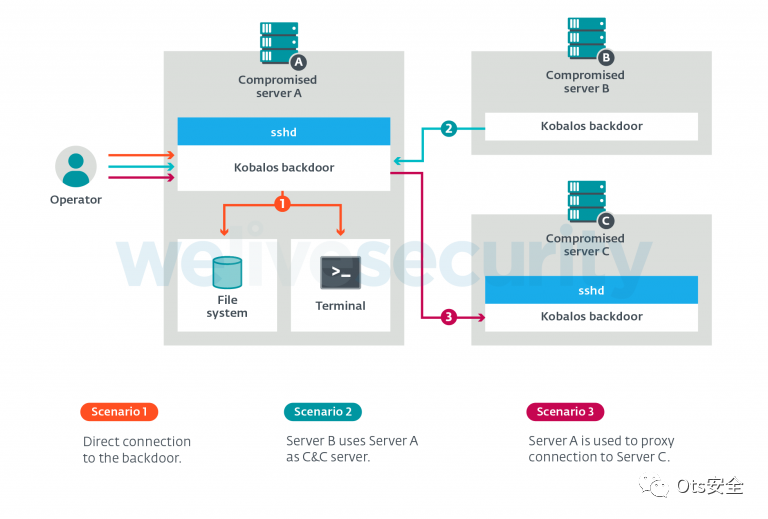 A
Compromised
server A
sshd
Kobalos backdoor
Operator
1
File
system
>_
Terminal
B
Compromised
server B
2
Kobalos backdoor
C
Compromised
server C
sshd
3
Kobalos backdoor
welivesecurity
Scenario 1
Direct connection
to the backdoor.
Scenario 2
Server B uses Server A
as C&C server.
Scenario 3
Server A is used to proxy
connection to Server C.
Ots安全